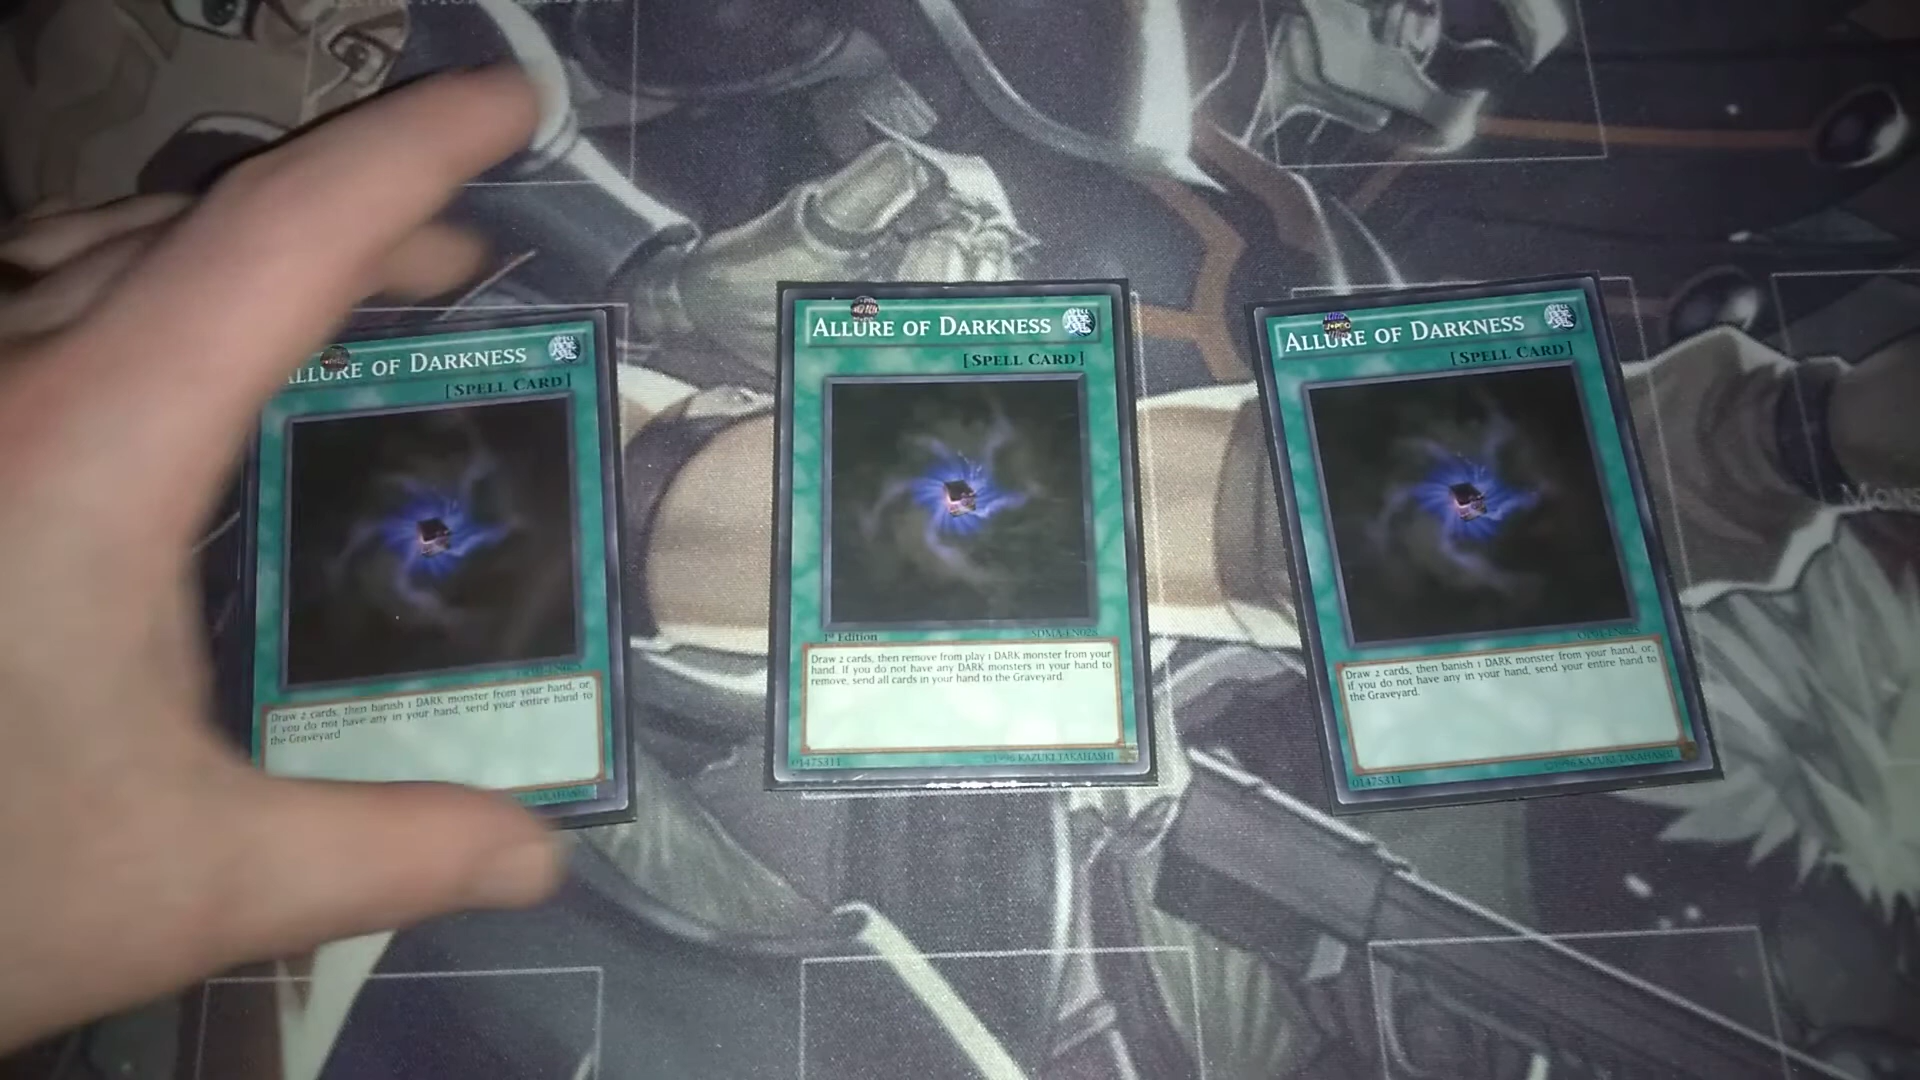 ALLURE OF DARKNESS
[SPELL CARD]
Draw 2 cards, then banish 1 DARK monster from your hand, or,
if you do not have any in your hand, send your entire hand to
the Graveyard.
ALLURE OF DARKNESS
[SPELL CARD]
1st Edition
SDMA-EN028
Draw 2 cards, then remove from play 1 DARK monster from your
hand. If you do not have any DARK monsters in your hand to
remove, send all cards in your hand to the Graveyard.
01475311
©1996 KAZUKI TAKAHASHI
ALLURE OF DARKNESS
[SPELL CARD]
Draw 2 cards, then banish 1 DARK monster from your hand, or,
if you do not have any in your hand, send your entire hand to
the Graveyard.
01475311
©1996 KAZUKI TAKAHASHI